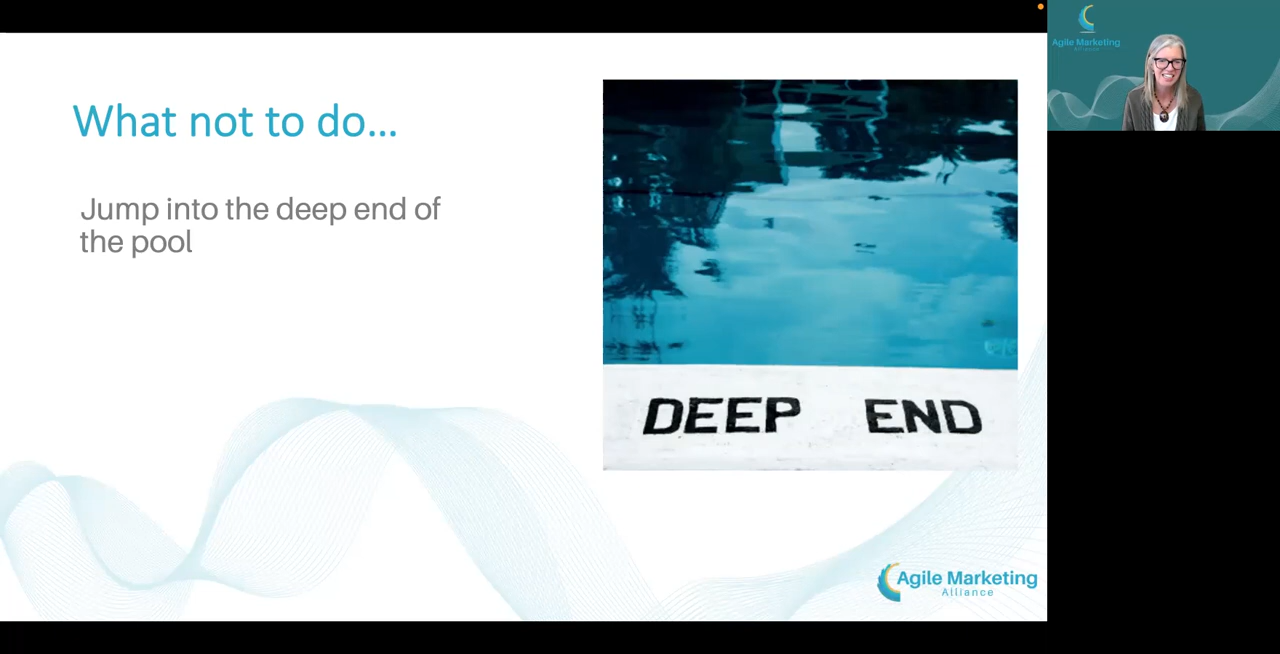 What not to do...
Jump into the deep end of
the pool
DEEP END
Agile Marketing
Alliance
Agile Marketing
Alliance